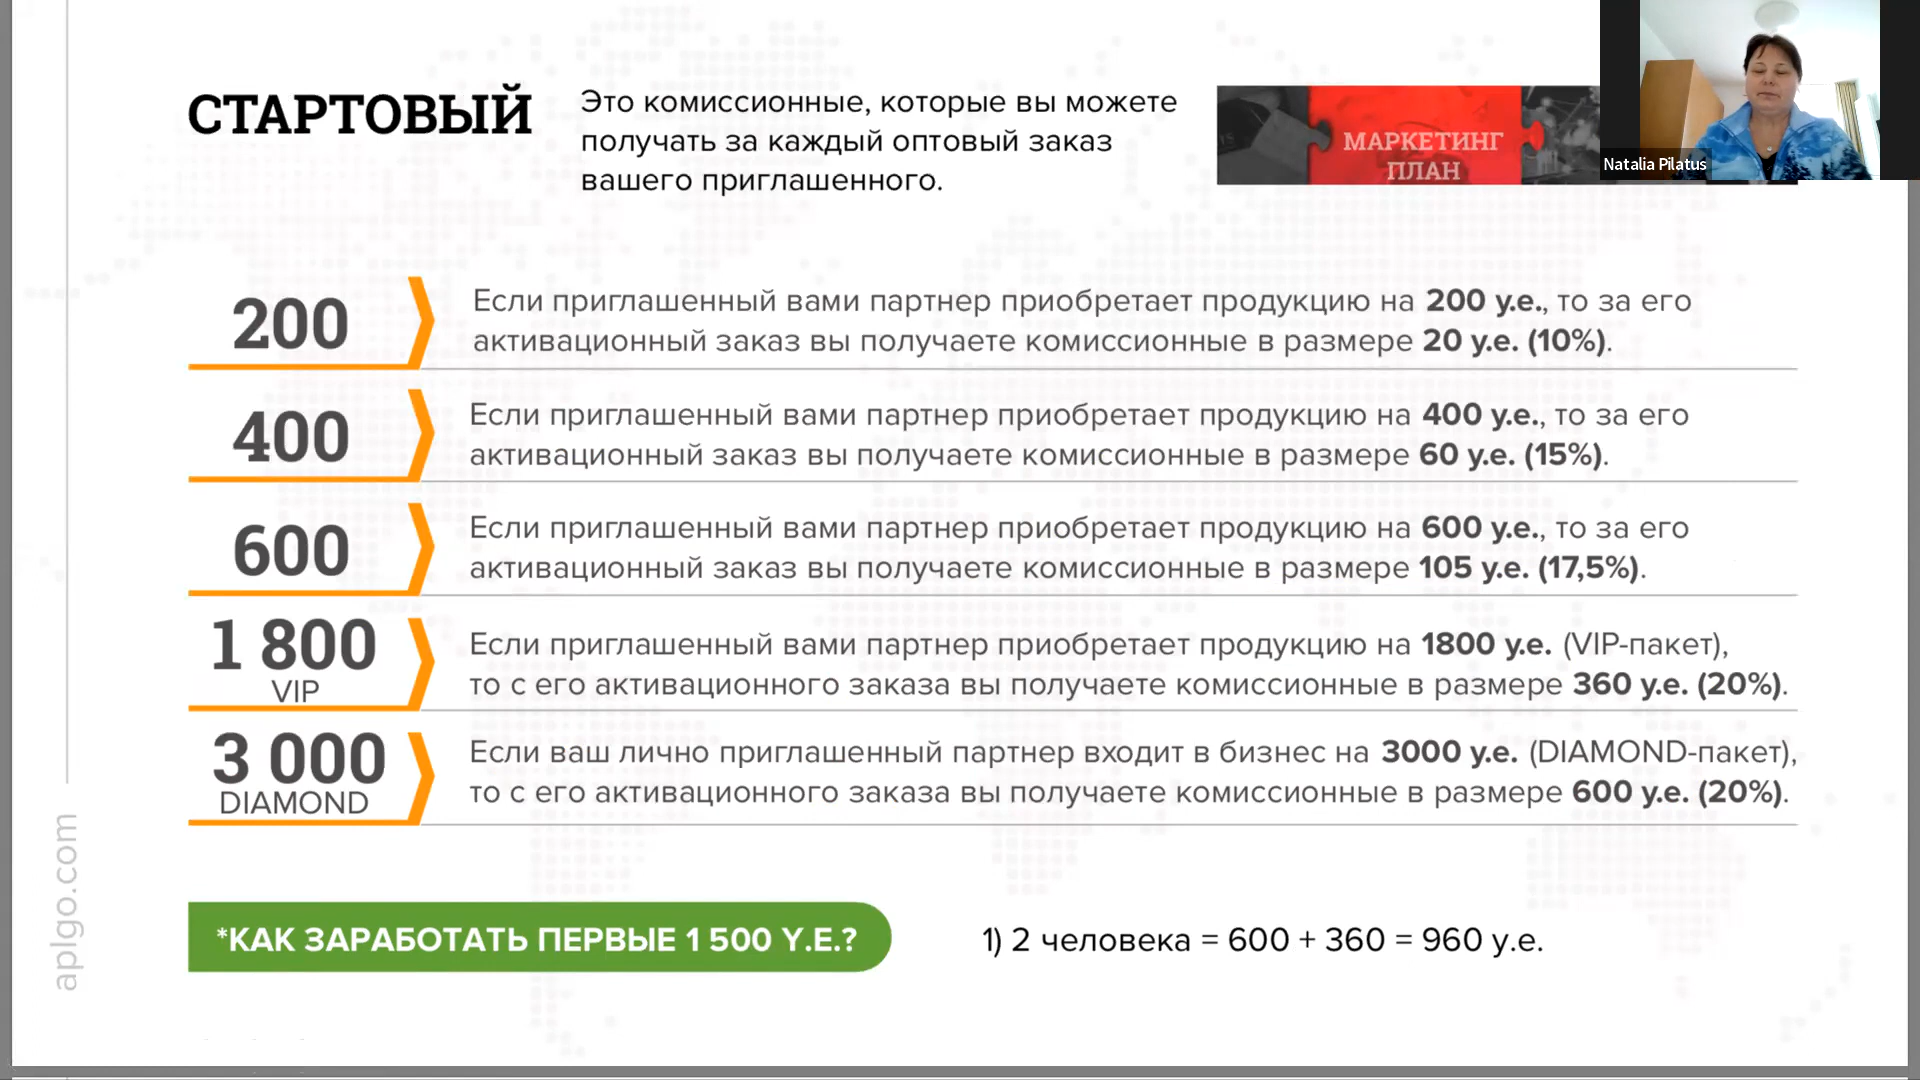 СТАРТОВЫЙ
Это комиссионные, которые вы можете
получать за каждый оптовый заказ
вашего приглашенного.
МАРКЕТИНГ
ПЛАН
Natalia Pilatus
200
Если приглашенный вами партнер приобретает продукцию на 200 у.е., то за его
активационный заказ вы получаете комиссионные в размере 20 у.е. (10%).
400
Если приглашенный вами партнер приобретает продукцию на 400 у.е., то за его
активационный заказ вы получаете комиссионные в размере 60 у.е. (15%).
600
Если приглашенный вами партнер приобретает продукцию на 600 у.е., то за его
активационный заказ вы получаете комиссионные в размере 105 у.е. (17,5%).
1 800
VIP
Если приглашенный вами партнер приобретает продукцию на 1800 у.е. (VIP-пакет),
то с его активационного заказа вы получаете комиссионные в размере 360 у.е. (20%).
3 000
DIAMOND
Если ваш лично приглашенный партнер входит в бизнес на 3000 у.е. (DIAMOND-пакет),
то с его активационного заказа вы получаете комиссионные в размере 600 у.е. (20%).
aplgo.com
*КАК ЗАРАБОТАТЬ ПЕРВЫЕ 1 500 У.Е.?
1) 2 человека = 600 + 360 = 960 у.е.